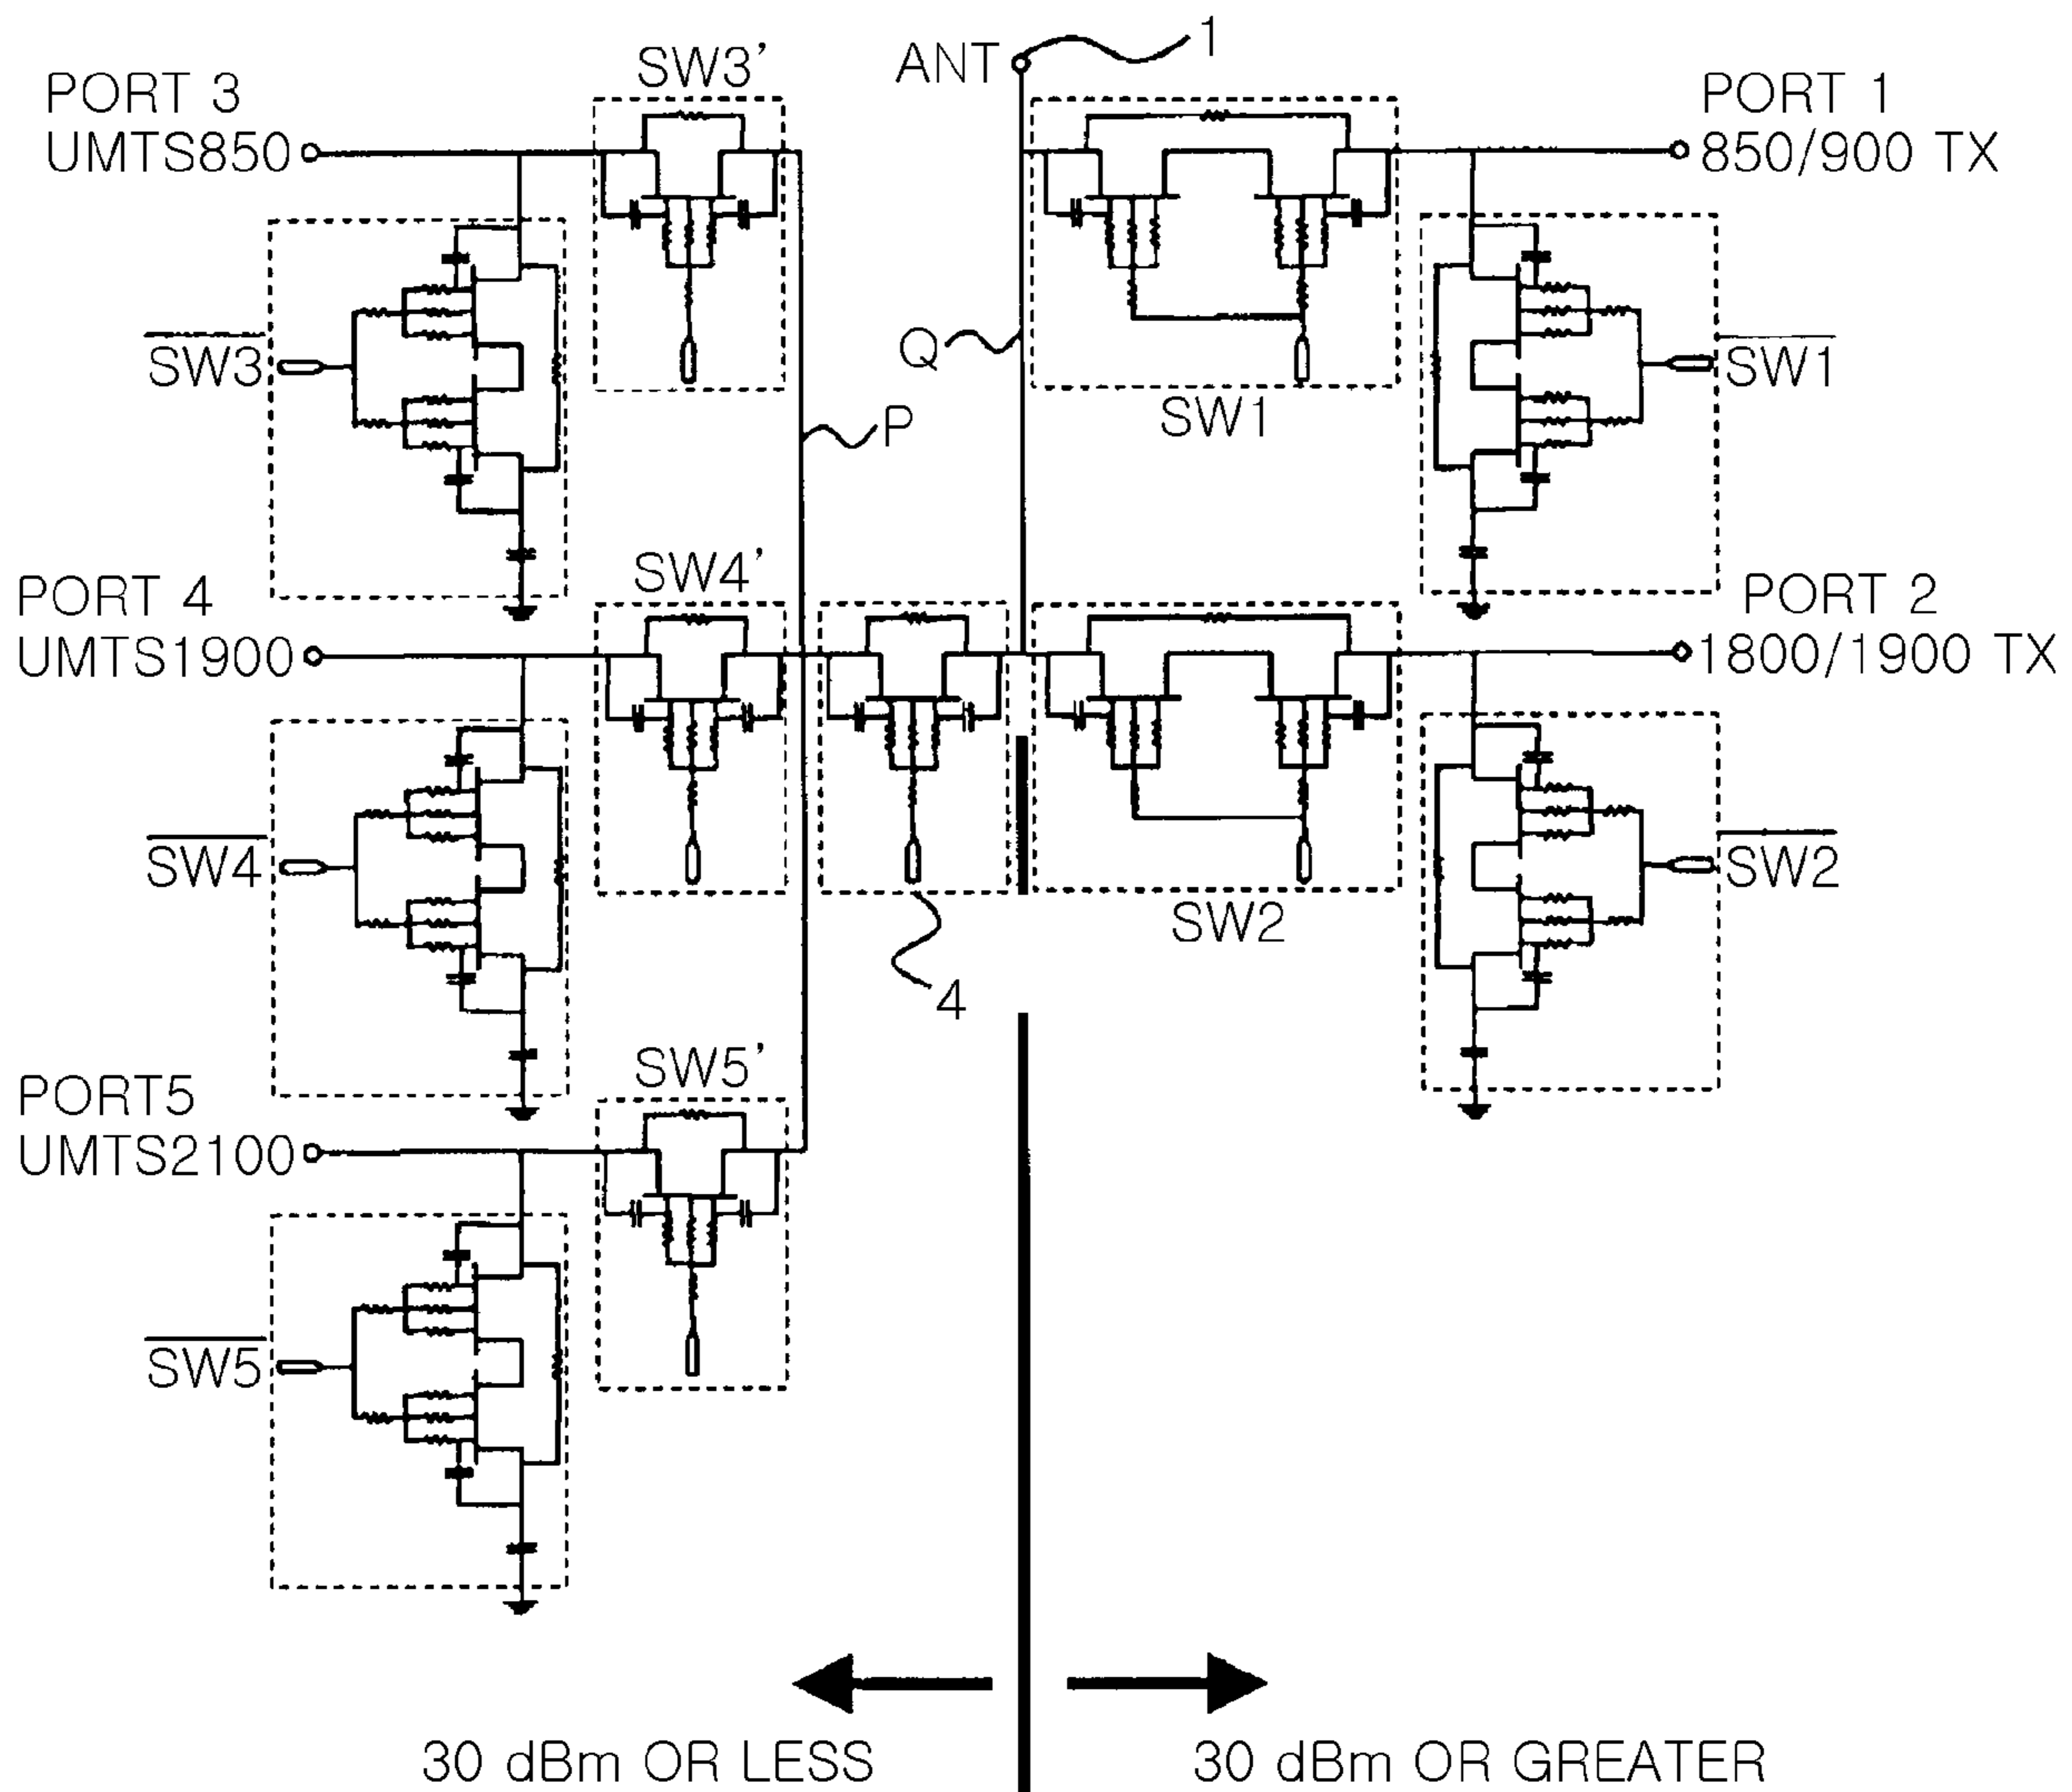 1
ANT
SW3'
PORT 3
UMTS850
PORT 1
850/900 TX
SW3
Q
SW1
SW1
P
SW4'
PORT 4
UMTS1900
PORT 2
1800/1900 TX
SW4
SW2
SW2
4
SW5'
PORT5
UMTS2100
SW5
30 dBm OR LESS
30 dBm OR GREATER